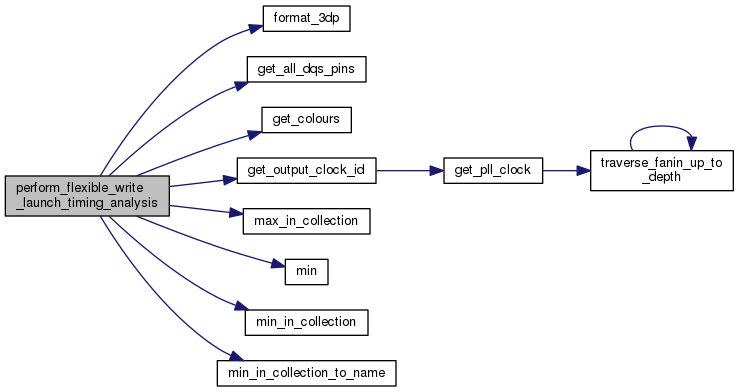 format_3dp
get_all_dqs_pins
get_colours
get_output_clock_id
get_pll_clock
traverse_fanin_up_to
_depth
perform_flexible_write
_launch_timing_analysis
max_in_collection
min
min_in_collection
min_in_collection_to_name